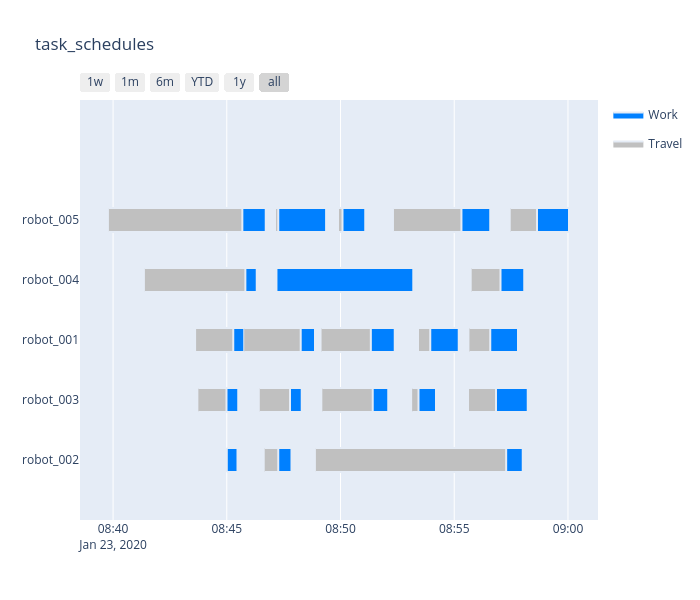 task_schedules
1w 1m 6m YTD 1y all
Work
Travel
robot_005
robot_004
robot_001
robot_003
robot_002
08:40 08:45 08:50 08:55 09:00
Jan 23, 2020